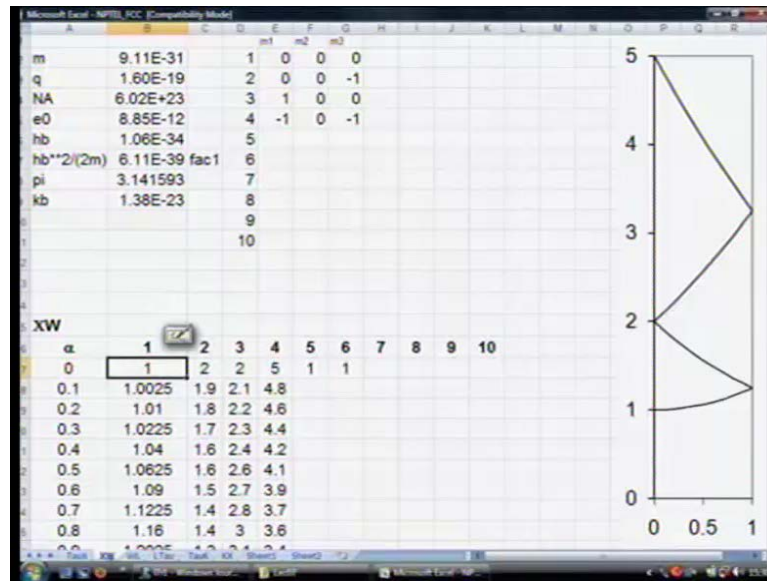 Microsoft Excel - NPTEL_FCC [Compatibility Mode]
A B C D E F G H I J K L M N O P Q R
m1 m2 m3
m 9.11E-31 1 0 0 0
q 1.60E-19 2 0 0 -1
NA 6.02E+23 3 1 0 0
e0 8.85E-12 4 -1 0 -1
hb 1.06E-34 5
hb**2/(2m) 6.11E-39 fac1 6
pi 3.141593 7
kb 1.38E-23 8
9
10
XW
α 1 2 3 4 5 6 7 8 9 10
0 1 2 2 5 1 1
0.1 1.0025 1.9 2.1 4.8
0.2 1.01 1.8 2.2 4.6
0.3 1.0225 1.7 2.3 4.4
0.4 1.04 1.6 2.4 4.2
0.5 1.0625 1.6 2.6 4.1
0.6 1.09 1.5 2.7 3.9
0.7 1.1225 1.4 2.8 3.7
0.8 1.16 1.4 3 3.6
5
4
3
2
1
0
0 0.5 1
Sheet1 Sheet2